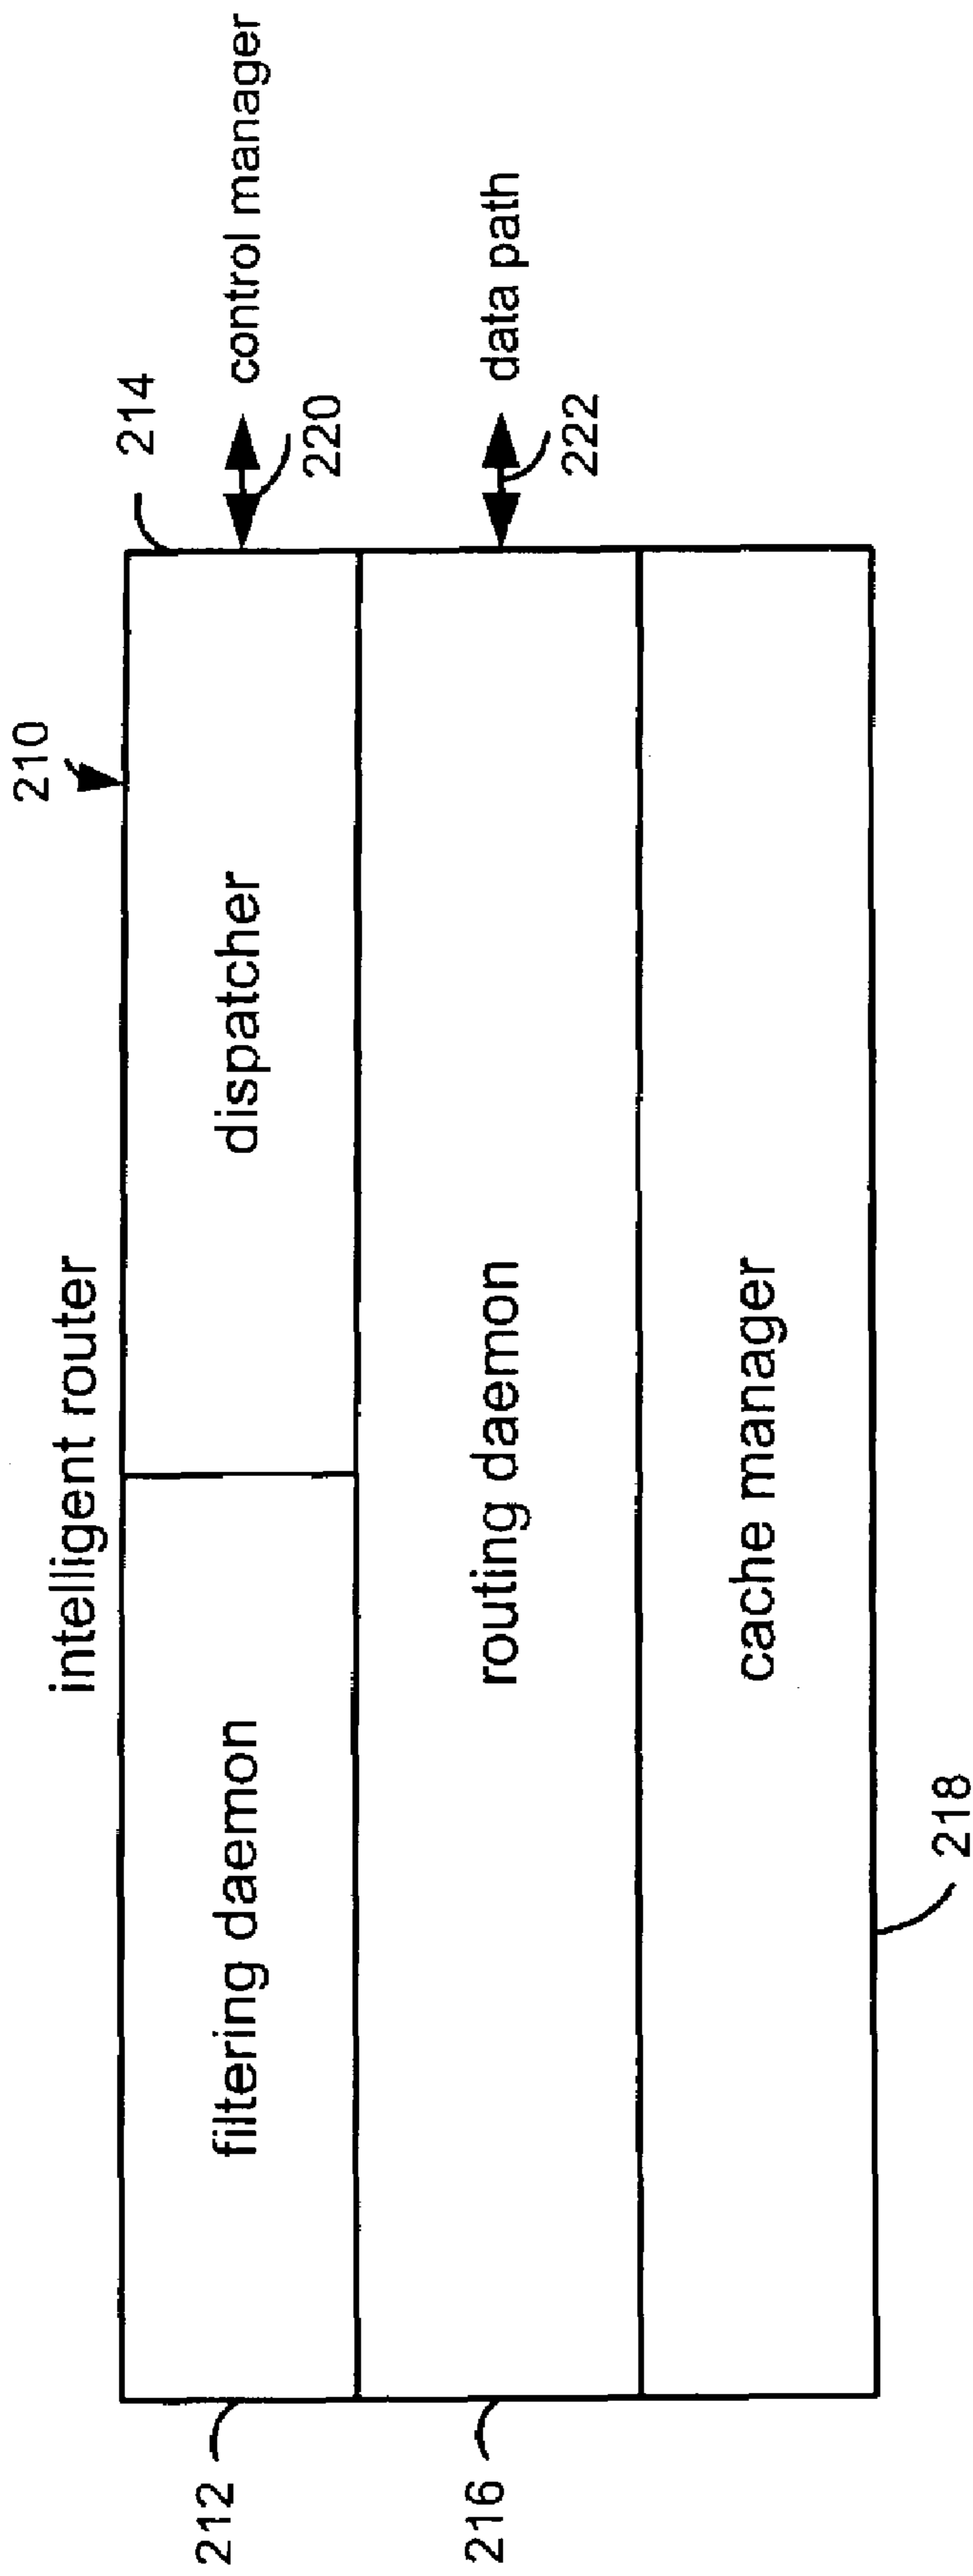 intelligent router
210
212
filtering daemon
dispatcher
214
control manager
220
216
routing daemon
data path
222
cache manager
218